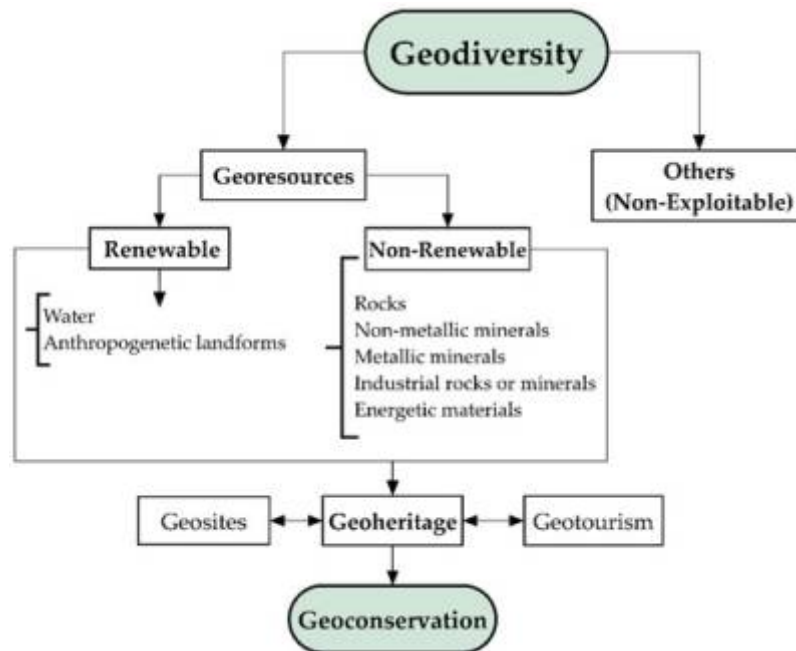 Geodiversity
Georesources
Others
(Non-Exploitable)
Renewable
Non-Renewable
Water
Anthropogenetic landforms
Rocks
Non-metallic minerals
Metallic minerals
Industrial rocks or minerals
Energetic materials
Geosites
Geoheritage
Geotourism
Geoconservation